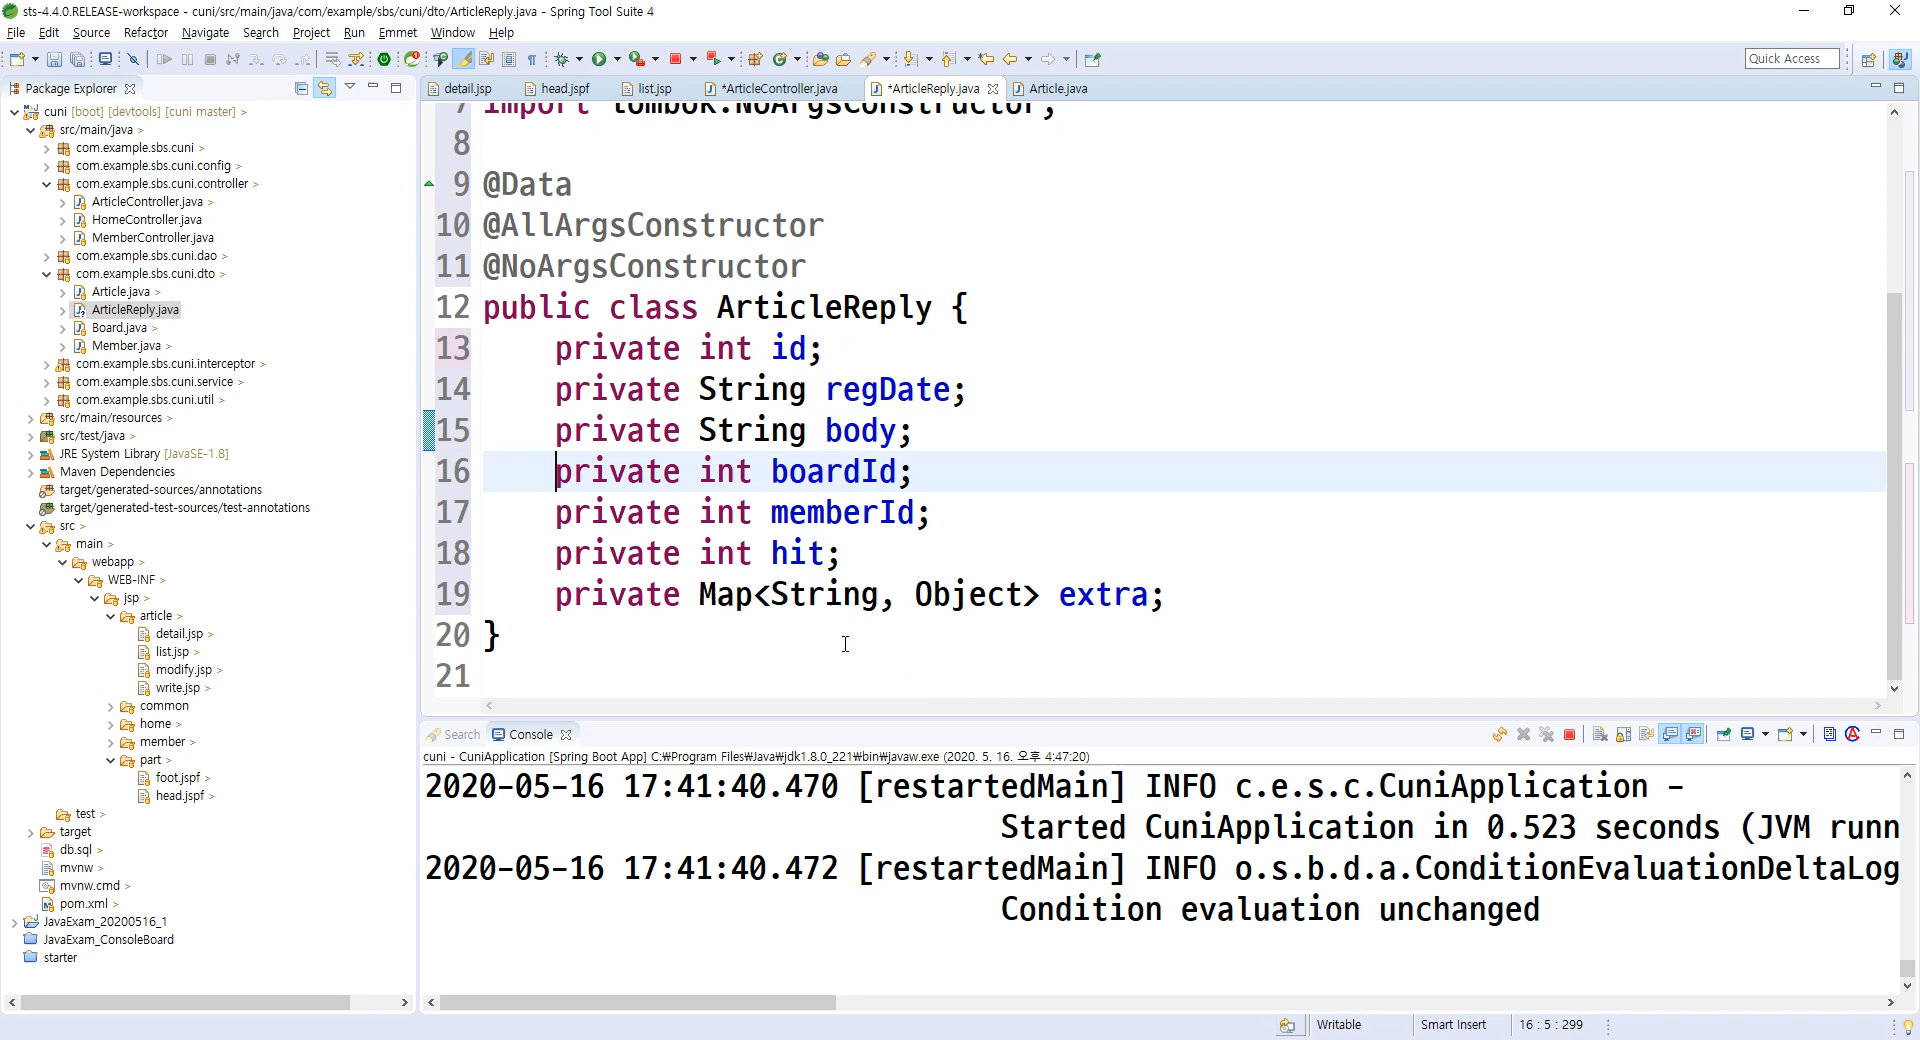 sts-4.4.0.RELEASE-workspace - cuni/src/main/java/com/example/sbs/cuni/dto/ArticleReply.java - Spring Tool Suite 4
File Edit Source Refactor Navigate Search Project Run Emmet Window Help
Quick Access
Package Explorer
cuni [boot] [devtools] [cuni master] >
src/main/java >
com.example.sbs.cuni >
com.example.sbs.cuni.config >
com.example.sbs.cuni.controller >
ArticleController.java >
HomeController.java
MemberController.java
com.example.sbs.cuni.dao >
com.example.sbs.cuni.dto >
Article.java >
ArticleReply.java
Board.java >
Member.java >
com.example.sbs.cuni.interceptor >
com.example.sbs.cuni.service >
com.example.sbs.cuni.util >
src/main/resources >
src/test/java >
JRE System Library [JavaSE-1.8]
Maven Dependencies
target/generated-sources/annotations
target/generated-test-sources/test-annotations
src >
main >
webapp >
WEB-INF >
jsp >
article >
detail.jsp >
list.jsp >
modify.jsp >
write.jsp >
common
home >
member >
part >
foot.jspf >
head.jspf >
test >
target
db.sql >
mvnw >
mvnw.cmd >
pom.xml >
JavaExam_20200516_1
JavaExam_ConsoleBoard
starter
detail.jsp head.jspf list.jsp *ArticleController.java *ArticleReply.java Article.java
7 import lombok.NoArgsConstructor;
8
9 @Data
10 @AllArgsConstructor
11 @NoArgsConstructor
12 public class ArticleReply {
13 private int id;
14 private String regDate;
15 private String body;
16 private int boardId;
17 private int memberId;
18 private int hit;
19 private Map<String, Object> extra;
20 }
21
Search Console
cuni - CuniApplication [Spring Boot App] C:₩Program Files₩Java₩jdk1.8.0_221₩bin₩javaw.exe (2020. 5. 16. 오후 4:47:20)
2020-05-16 17:41:40.470 [restartedMain] INFO c.e.s.c.CuniApplication -
Started CuniApplication in 0.523 seconds (JVM runn
2020-05-16 17:41:40.472 [restartedMain] INFO o.s.b.d.a.ConditionEvaluationDeltaLog
Condition evaluation unchanged
Writable Smart Insert 16 : 5 : 299